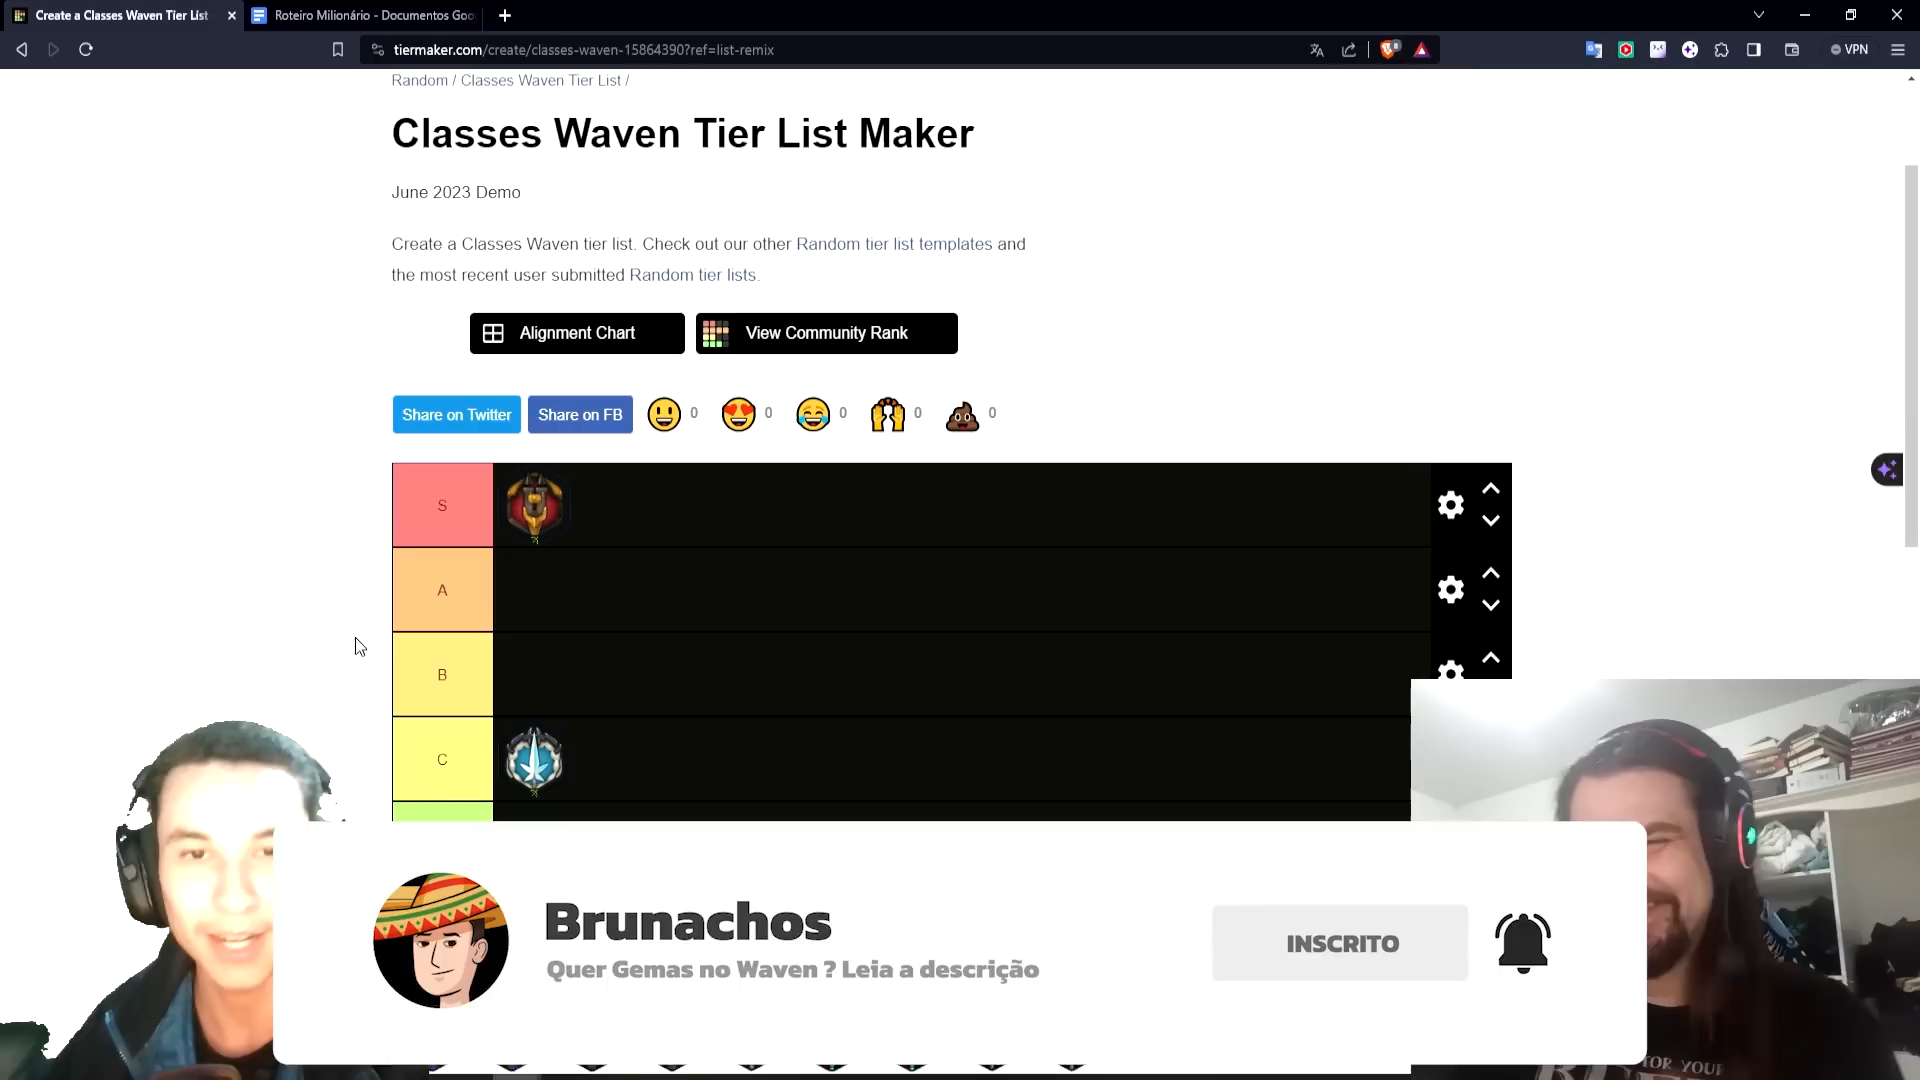 Create a Classes Waven Tier List
Roteiro Milionário - Documentos Goo
tiermaker.com/create/classes-waven-15864390?ref=list-remix
VPN
Random / Classes Waven Tier List /
Classes Waven Tier List Maker
June 2023 Demo
Create a Classes Waven tier list. Check out our other Random tier list templates and
the most recent user submitted Random tier lists.
Alignment Chart
View Community Rank
Share on Twitter
Share on FB
0
0
0
0
0
S
A
B
C
Brunachos
Quer Gemas no Waven ? Leia a descrição
INSCRITO
FOR YOUR